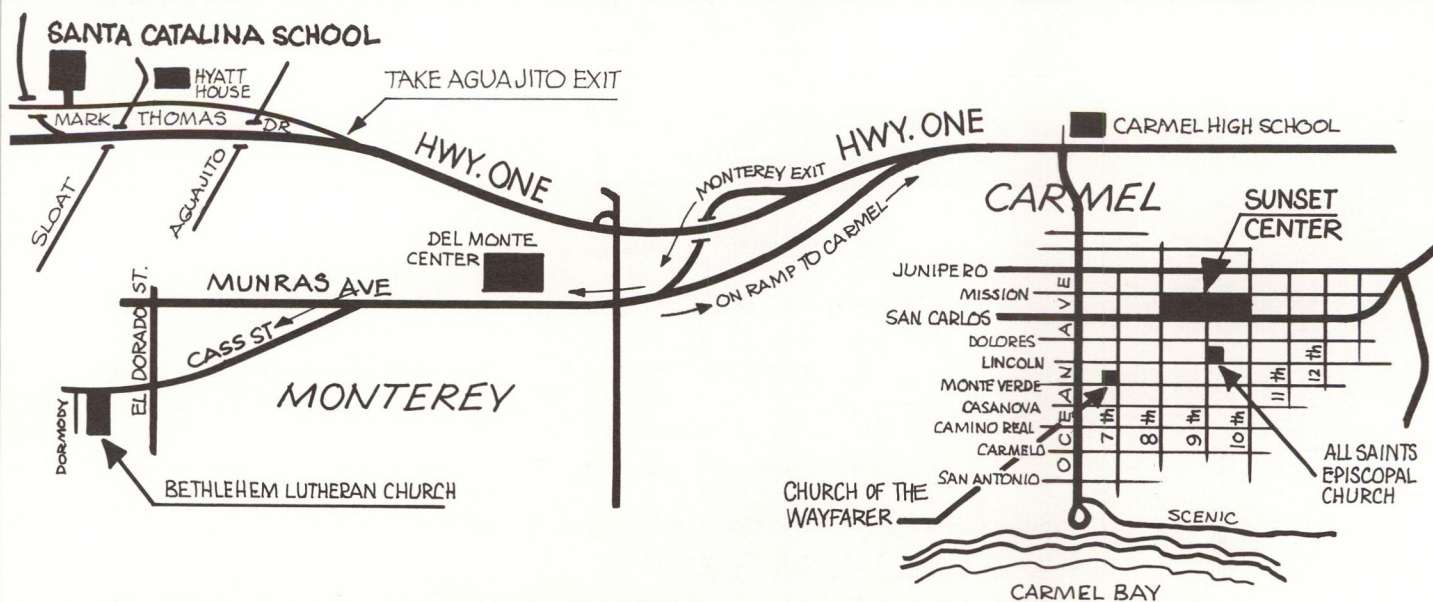 SANTA CATALINA SCHOOL
HYATT
HOUSE
TAKE AGUAJITO EXIT
MARK THOMAS DR
HWY. ONE
SLOAT
AGUAJITO
MONTEREY EXIT
HWY. ONE
ON RAMP TO CARMEL
DEL MONTE
CENTER
MUNRAS AVE
CASS ST
EL DORADO ST.
MONTEREY
DORMODY
BETHLEHEM LUTHERAN CHURCH
CARMEL HIGH SCHOOL
CARMEL
SUNSET
CENTER
JUNIPERO
MISSION
SAN CARLOS
DOLORES
LINCOLN
MONTE VERDE
CASANOVA
CAMINO REAL
CARMELO
SAN ANTONIO
OCEAN AVE
7th
8th
9th
10th
11th
12th
CHURCH OF THE
WAYFARER
ALL SAINTS
EPISCOPAL
CHURCH
SCENIC
CARMEL BAY